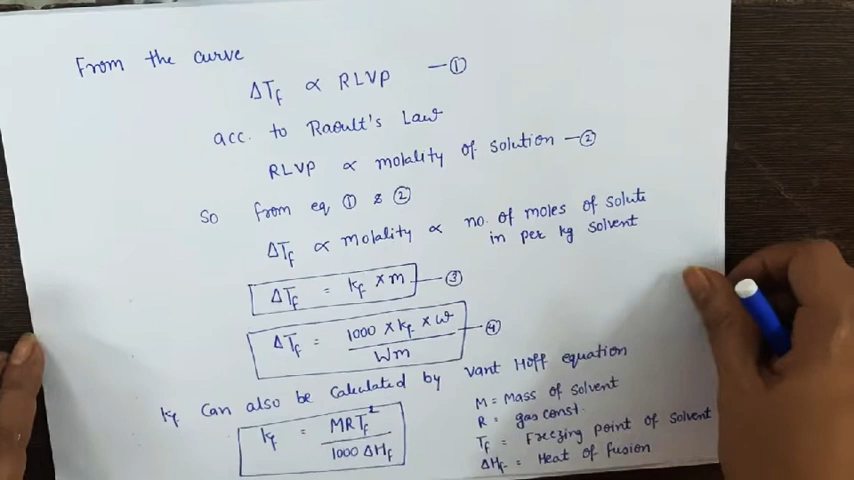 From the curve
ΔTf ∝ RLVP —①
acc. to Raoult's Law
RLVP ∝ molality of solution —②
So from eq ① & ②
ΔTf ∝ molality ∝ no. of moles of solute
in per kg solvent
ΔTf = kf × m —③
ΔTf = 1000 × kf × w / Wm —④
kf can also be calculated by vant Hoff equation
kf = MRTf² / 1000 ΔHf
M = Mass of solvent
R = gas const.
Tf = Freezing point of solvent
ΔHf = Heat of fusion